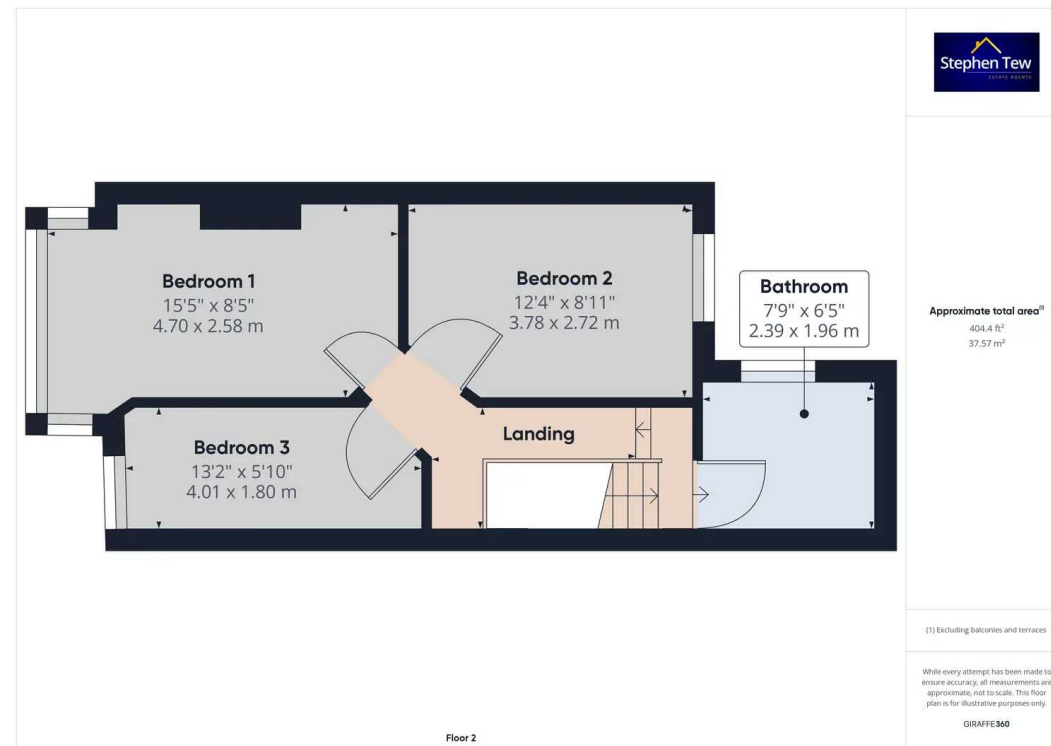 Stephen Tew
ESTATE AGENTS
Bedroom 1
15'5" x 8'5"
4.70 x 2.58 m
Bedroom 2
12'4" x 8'11"
3.78 x 2.72 m
Bathroom
7'9" x 6'5"
2.39 x 1.96 m
Bedroom 3
13'2" x 5'10"
4.01 x 1.80 m
Landing
Floor 2
Approximate total area⁽¹⁾
404.4 ft²
37.57 m²
(1) Excluding balconies and terraces
While every attempt has been made to
ensure accuracy, all measurements are
approximate, not to scale. This floor
plan is for illustrative purposes only.
GIRAFFE360